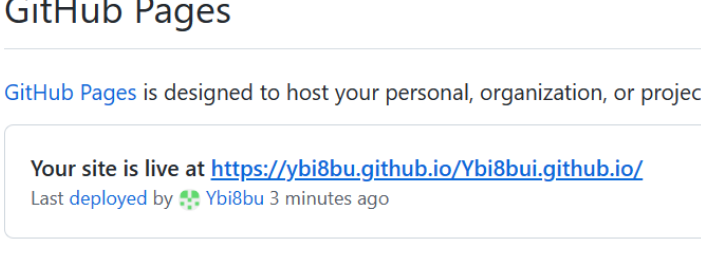 GitHub Pages
GitHub Pages is designed to host your personal, organization, or projec
Your site is live at https://ybi8bu.github.io/Ybi8bui.github.io/
Last deployed by Ybi8bu 3 minutes ago